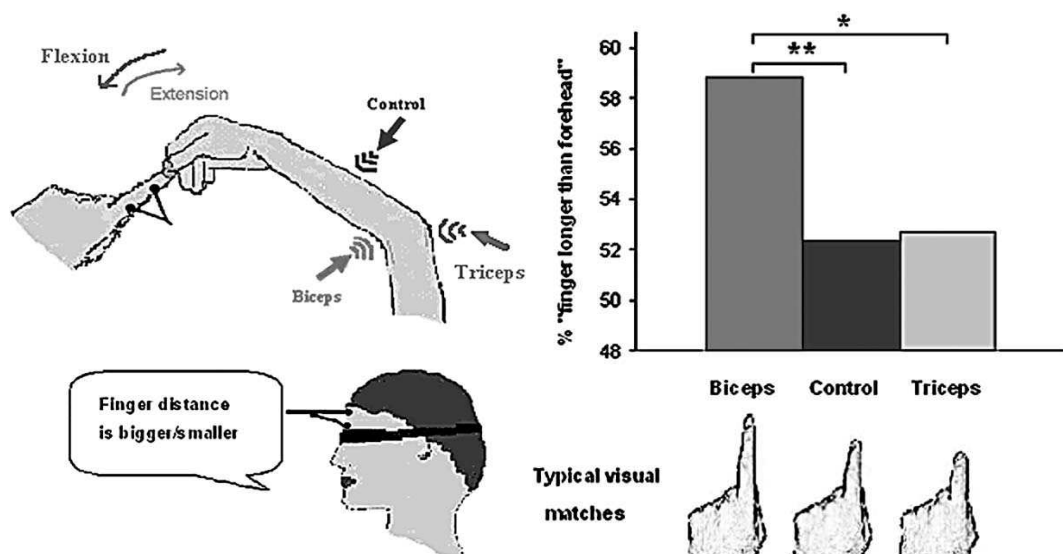 Flexion
Extension
Control
Triceps
Biceps
Finger distance
is bigger/smaller
% "finger longer than forehead"
60
58
56
54
52
50
48
*
**
Biceps Control Triceps
Typical visual
matches